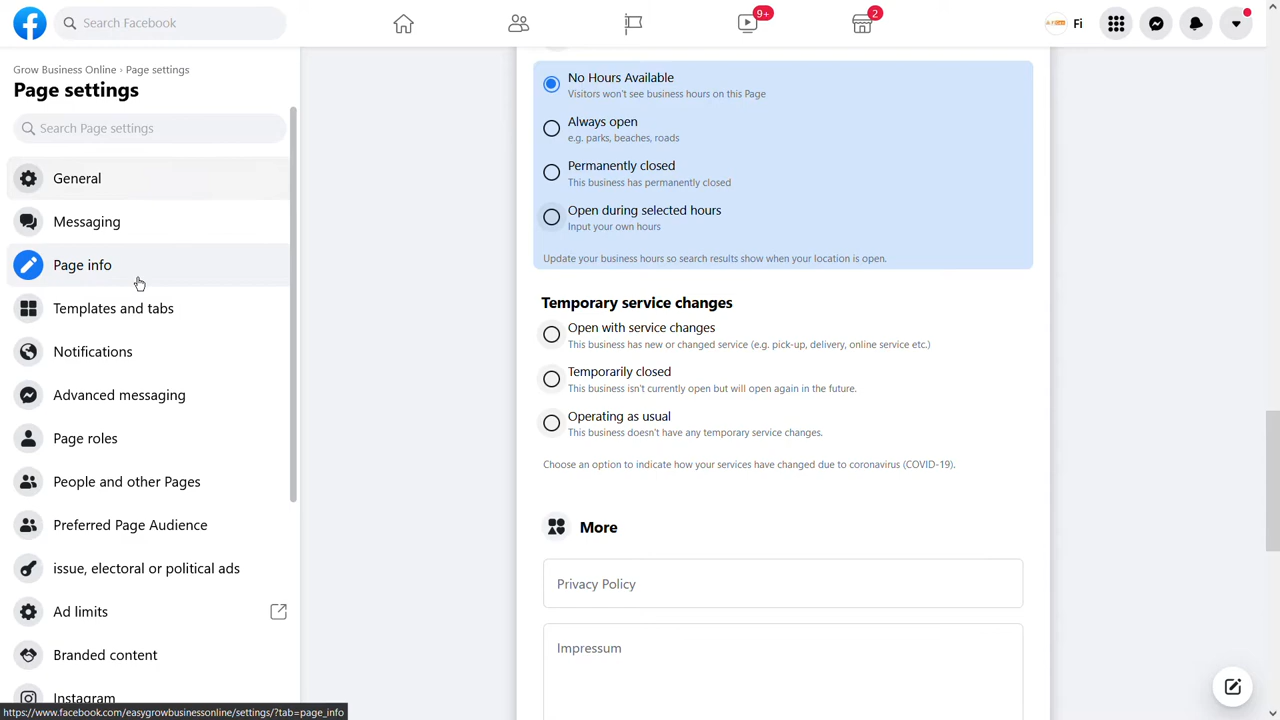 Search Facebook
9+
2
Fi
Grow Business Online › Page settings
Page settings
Search Page settings
General
Messaging
Page info
Templates and tabs
Notifications
Advanced messaging
Page roles
People and other Pages
Preferred Page Audience
issue, electoral or political ads
Ad limits
Branded content
Instagram
https://www.facebook.com/easygrowbusinessonline/settings/?tab=page_info
No Hours Available
Visitors won't see business hours on this Page
Always open
e.g. parks, beaches, roads
Permanently closed
This business has permanently closed
Open during selected hours
Input your own hours
Update your business hours so search results show when your location is open.
Temporary service changes
Open with service changes
This business has new or changed service (e.g. pick-up, delivery, online service etc.)
Temporarily closed
This business isn't currently open but will open again in the future.
Operating as usual
This business doesn't have any temporary service changes.
Choose an option to indicate how your services have changed due to coronavirus (COVID-19).
More
Privacy Policy
Impressum